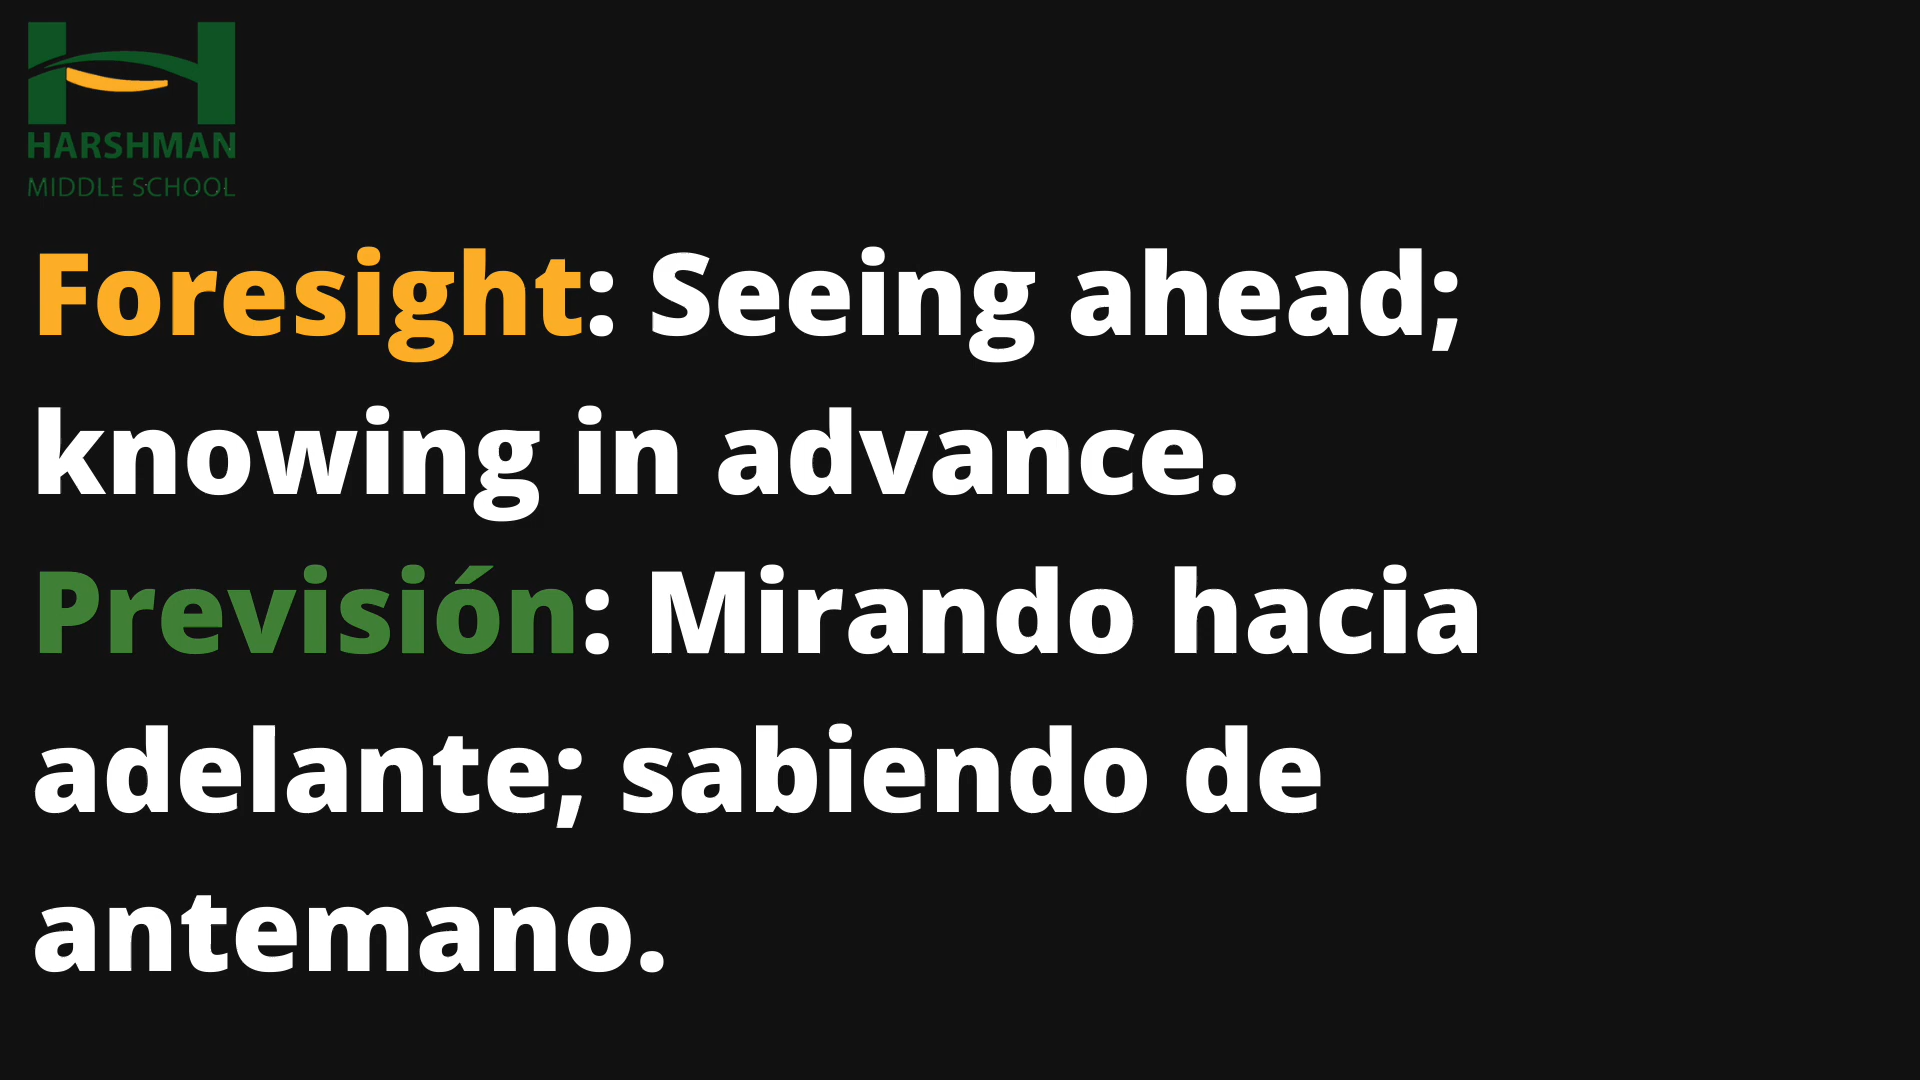 HARSHMAN
MIDDLE SCHOOL
Foresight: Seeing ahead;
knowing in advance.
Previsión: Mirando hacia
adelante; sabiendo de
antemano.